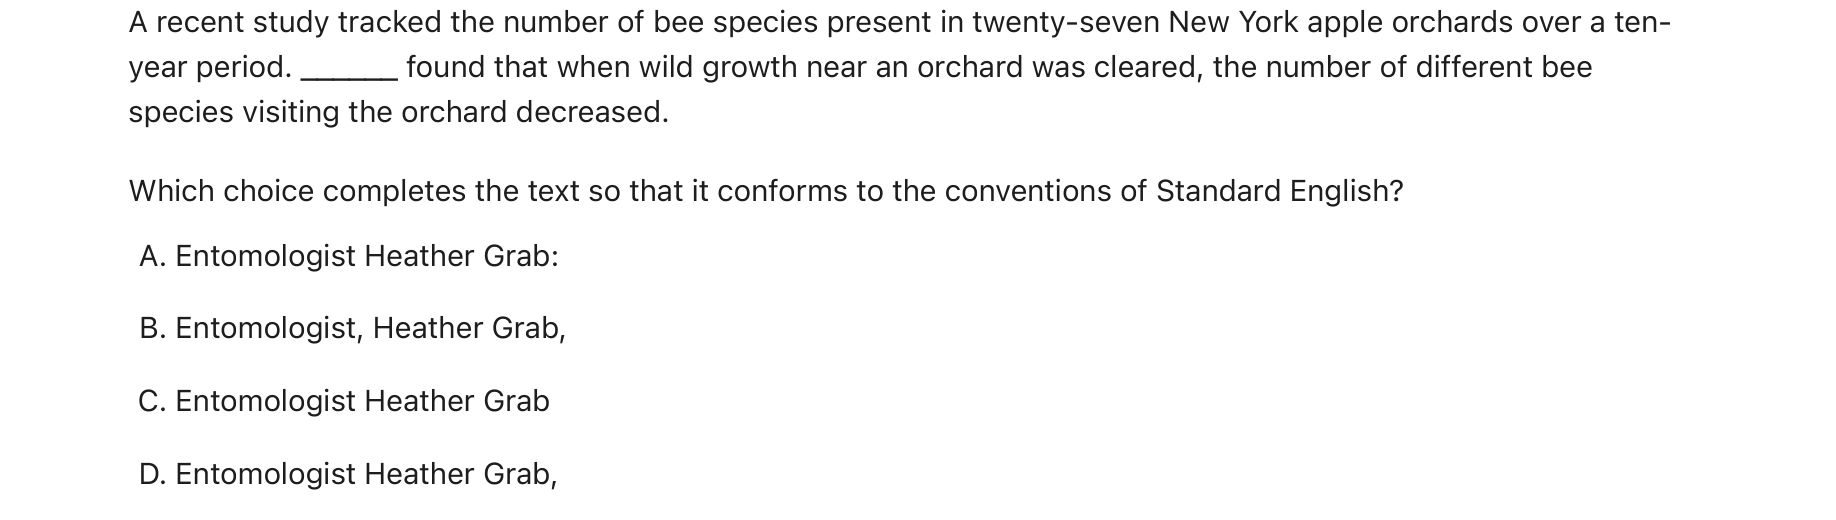 A recent study tracked the number of bee species present in twenty-seven New York apple orchards over a ten-
year period. ______ found that when wild growth near an orchard was cleared, the number of different bee
species visiting the orchard decreased.
Which choice completes the text so that it conforms to the conventions of Standard English?
A. Entomologist Heather Grab:
B. Entomologist, Heather Grab,
C. Entomologist Heather Grab
D. Entomologist Heather Grab,